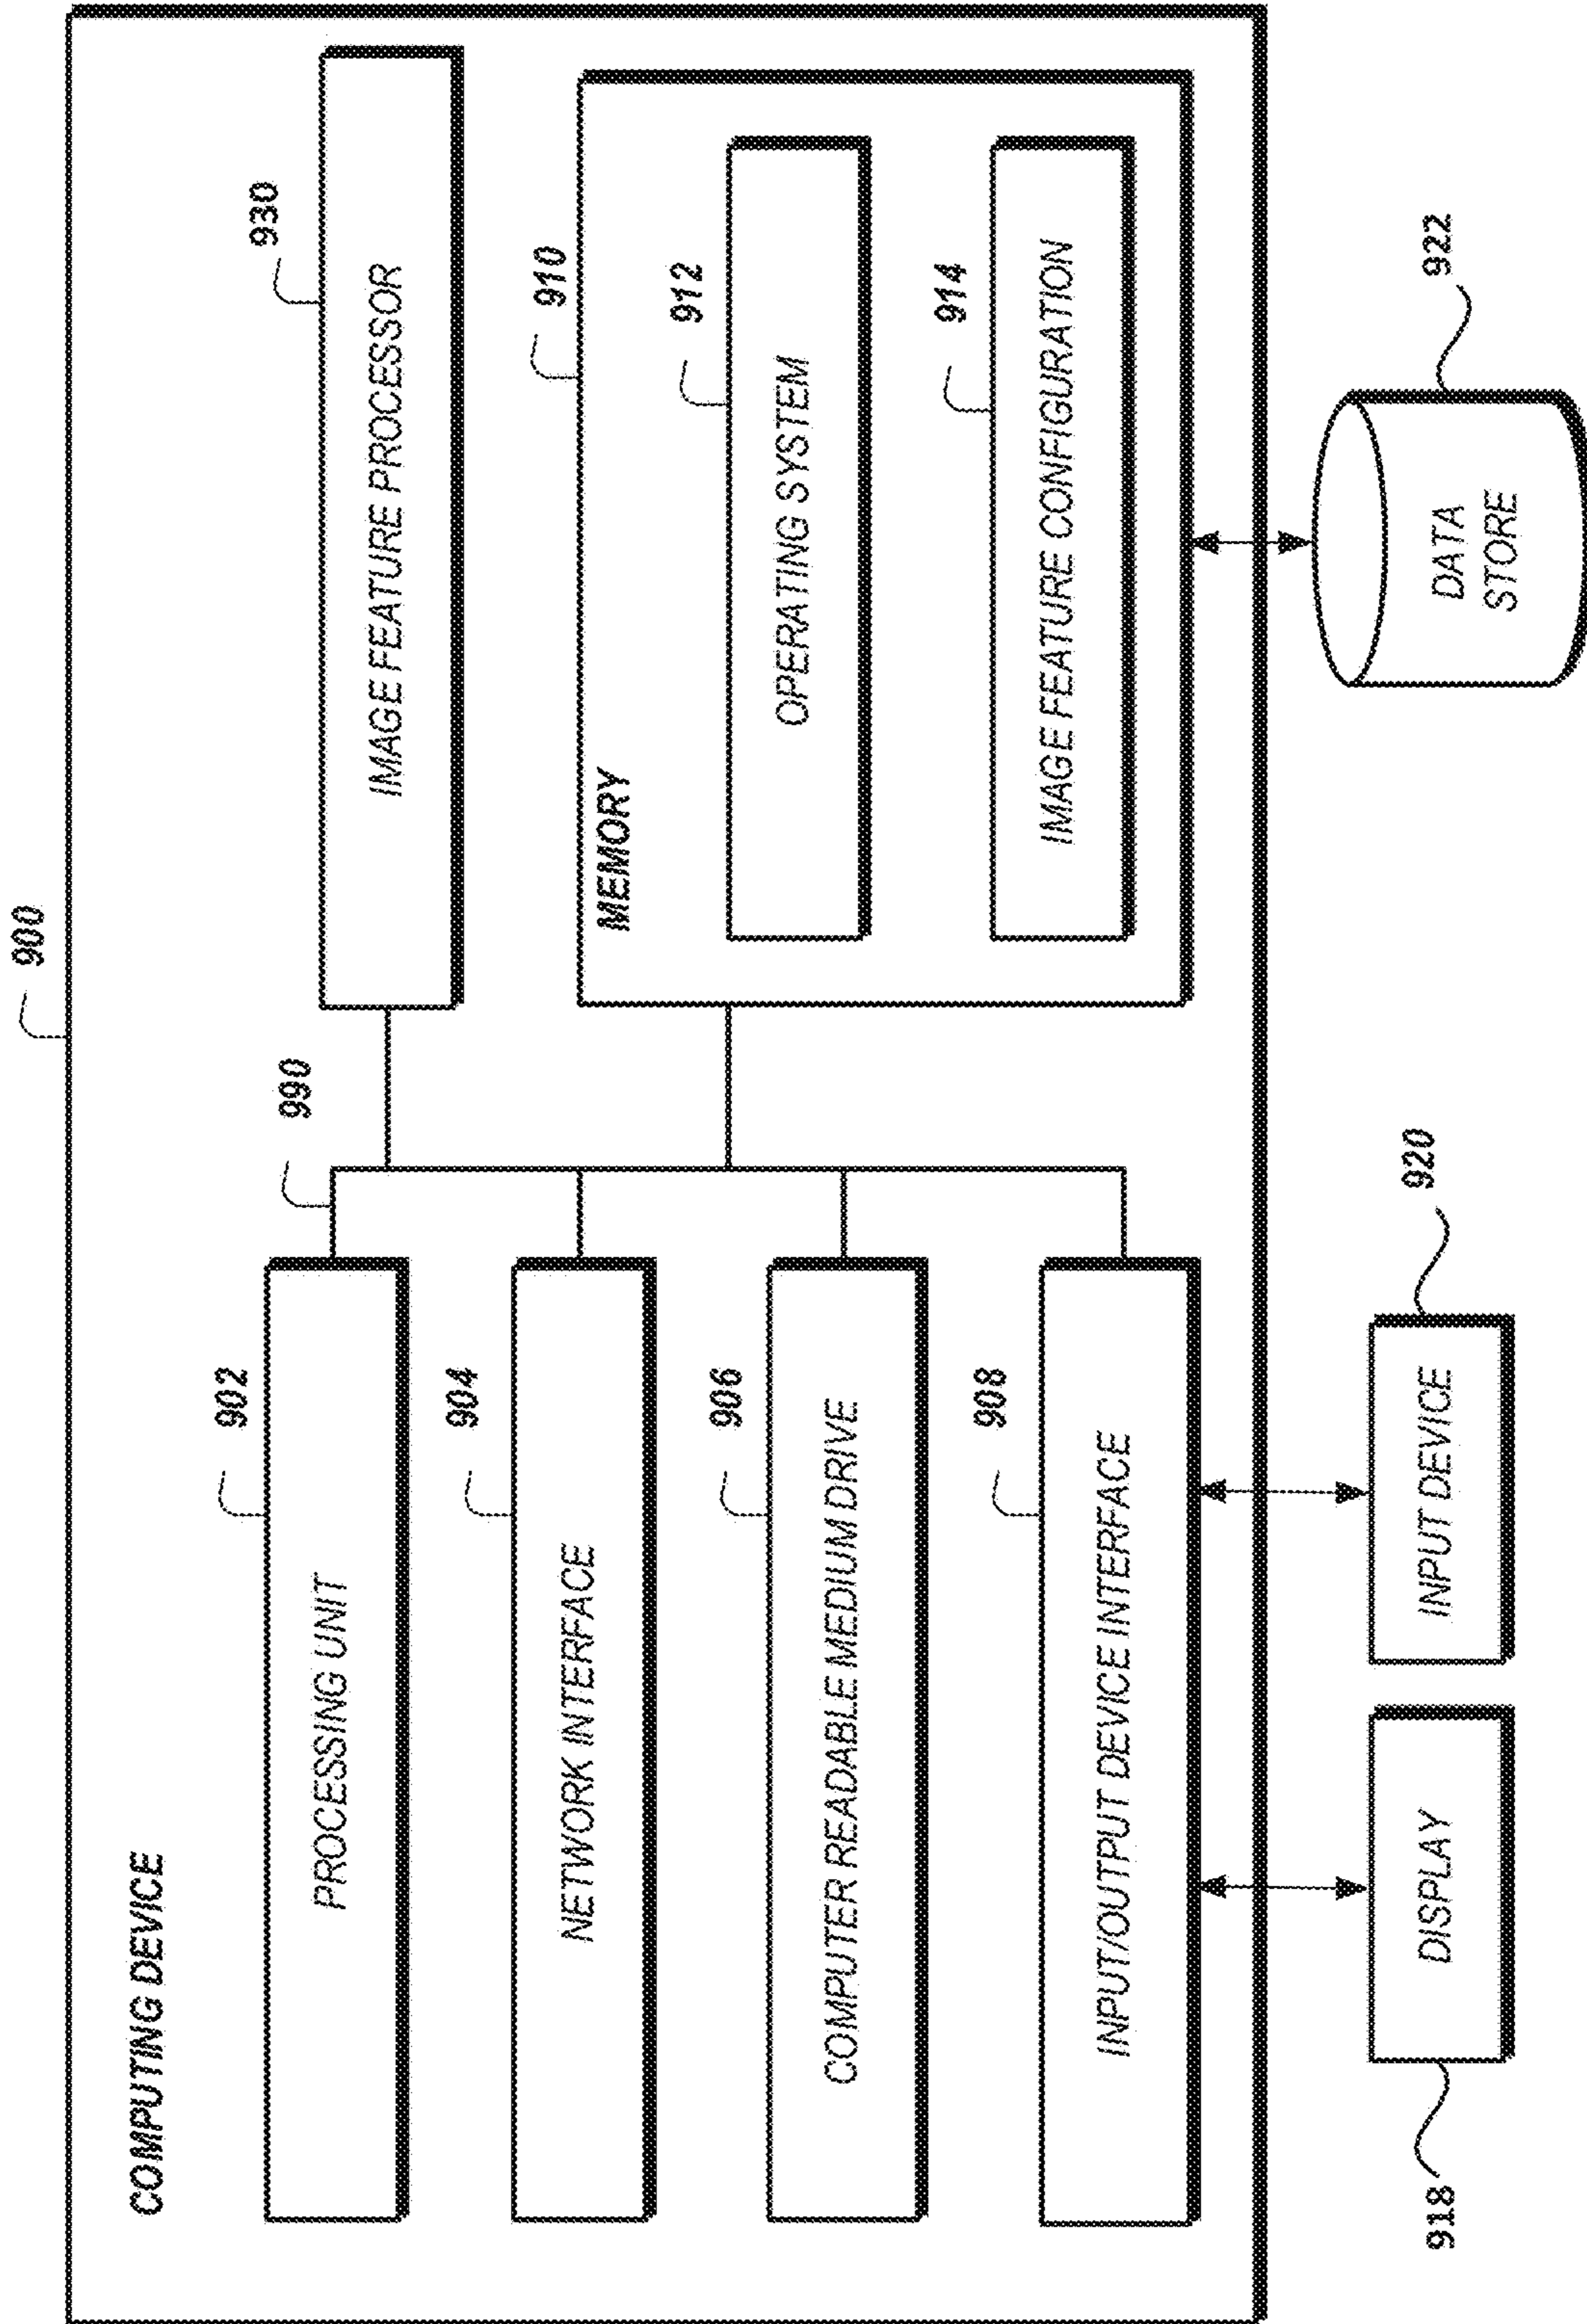 900
COMPUTING DEVICE
902
PROCESSING UNIT
904
NETWORK INTERFACE
906
COMPUTER READABLE MEDIUM DRIVE
908
INPUT/OUTPUT DEVICE INTERFACE
990
930
IMAGE FEATURE PROCESSOR
910
MEMORY
912
OPERATING SYSTEM
914
IMAGE FEATURE CONFIGURATION
918
DISPLAY
920
INPUT DEVICE
922
DATA
STORE